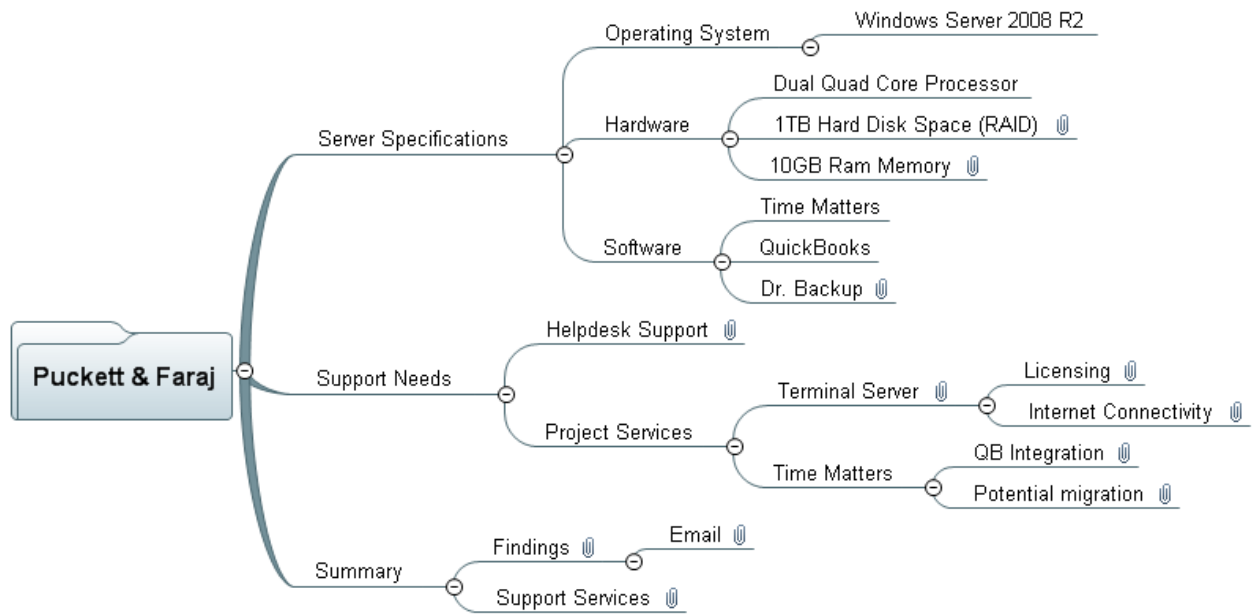 Windows Server 2008 R2
Operating System
Dual Quad Core Processor
Hardware
1TB Hard Disk Space (RAID)
Server Specifications
10GB Ram Memory
Time Matters
Software
QuickBooks
Dr. Backup
Helpdesk Support
Puckett & Faraj
Support Needs
Licensing
Terminal Server
Internet Connectivity
Project Services
QB Integration
Time Matters
Potential migration
Email
Findings
Summary
Support Services